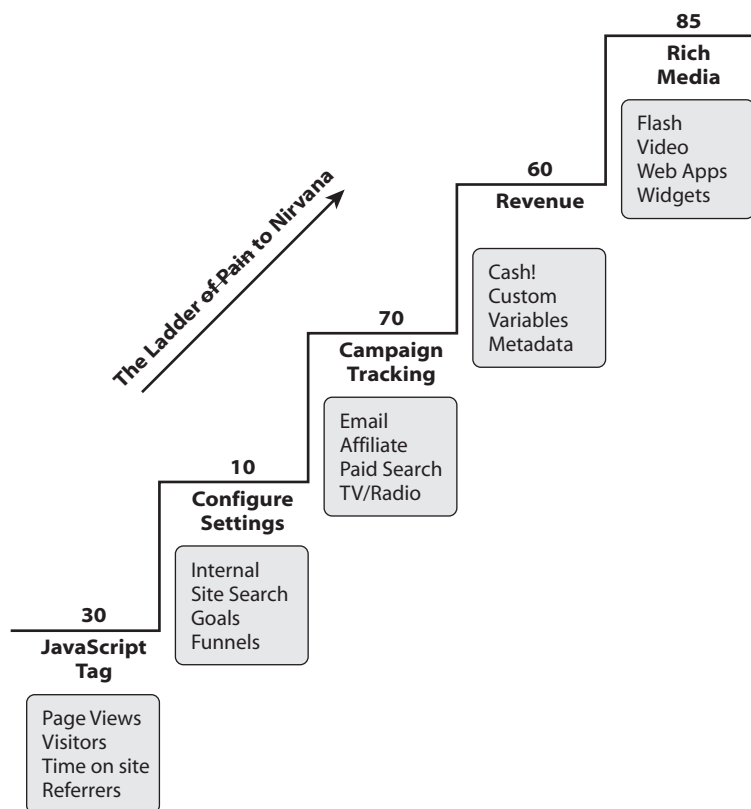 85
Rich
Media
Flash
Video
Web Apps
Widgets
60
Revenue
Cash!
Custom
Variables
Metadata
The Ladder of Pain to Nirvana
70
Campaign
Tracking
Email
Affiliate
Paid Search
TV/Radio
10
Configure
Settings
Internal
Site Search
Goals
Funnels
30
JavaScript
Tag
Page Views
Visitors
Time on site
Referrers